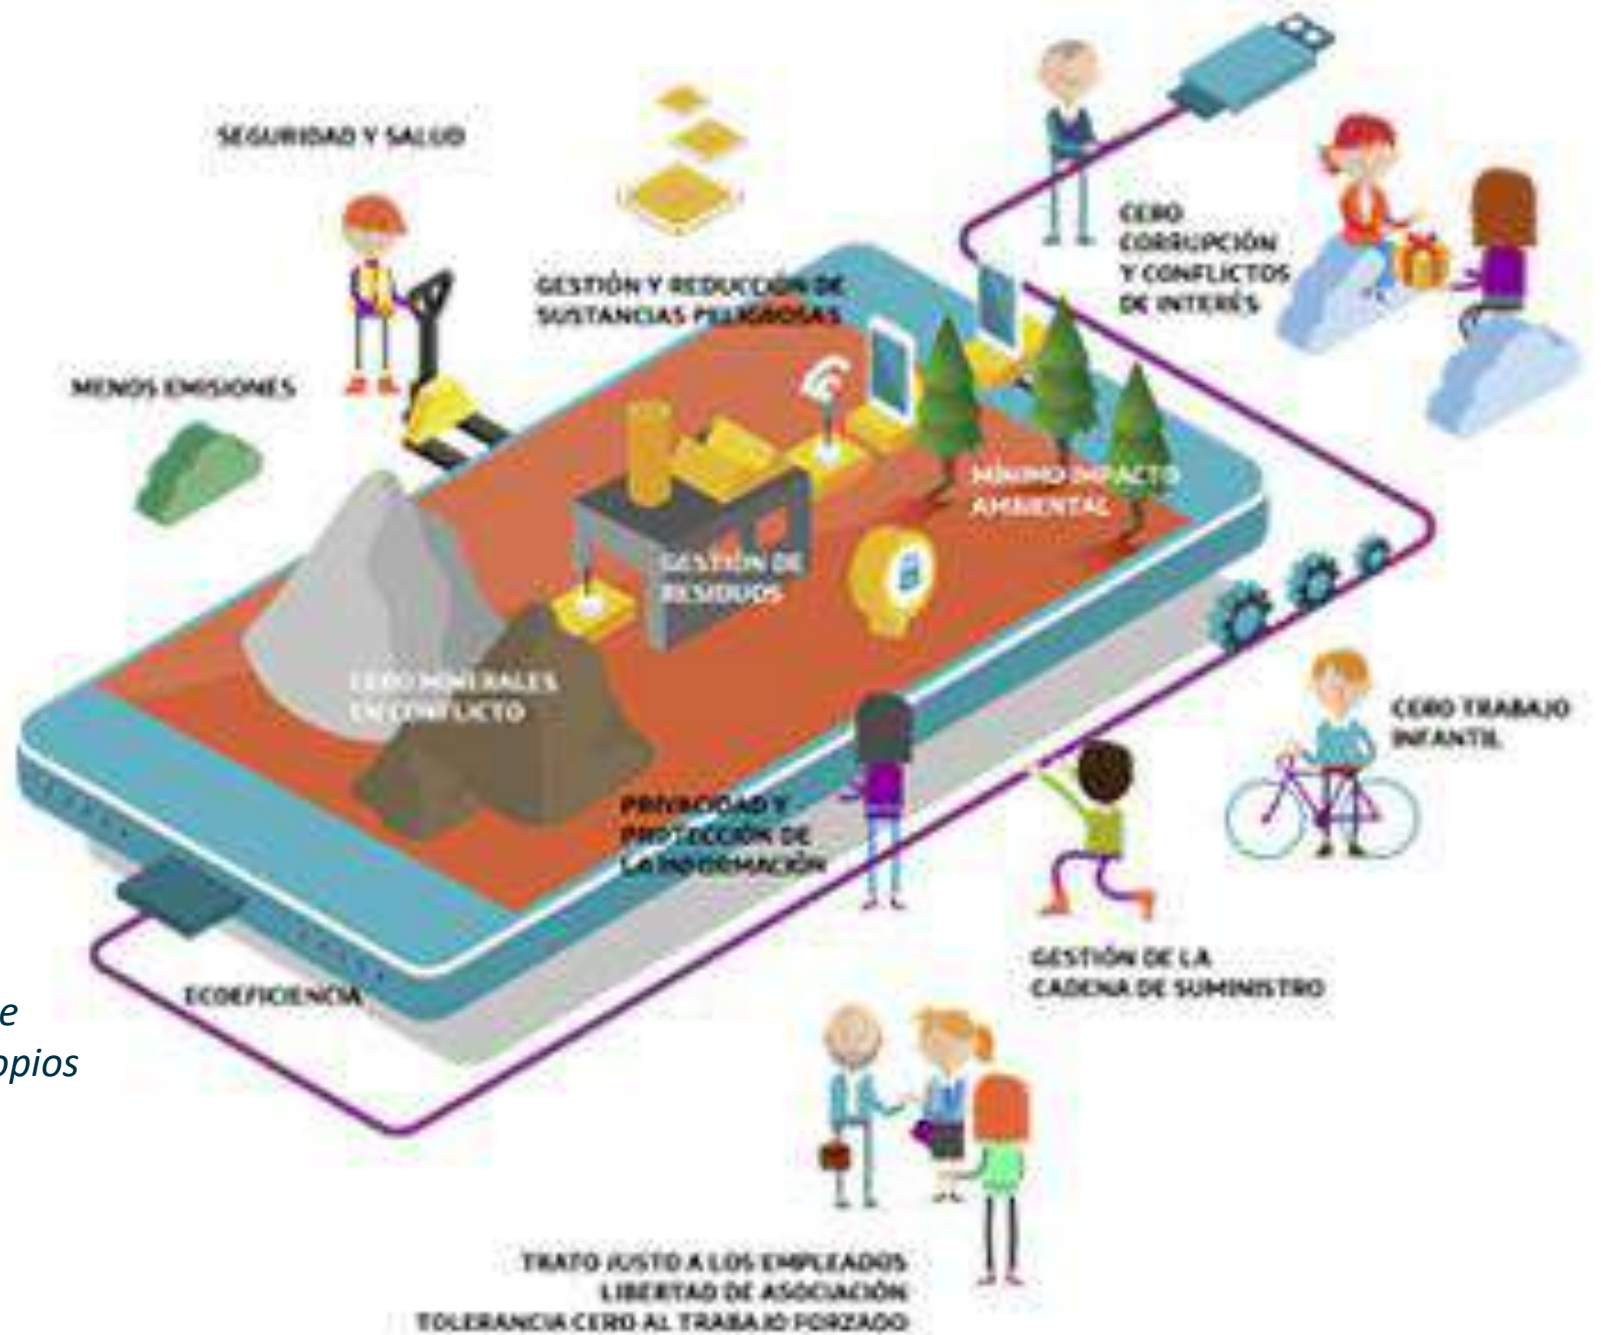 SEGURIDAD Y SALUD
GESTIÓN Y REDUCCIÓN DE
SUSTANCIAS PELIGROSAS
CERO
CORRUPCIÓN
Y CONFLICTOS
DE INTERÉS
MENOS EMISIONES
MÍNIMO IMPACTO
AMBIENTAL
GESTIÓN DE
RESIDUOS
CERO MINERALES
EN CONFLICTO
CERO TRABAJO
INFANTIL
PRIVACIDAD Y
PROTECCIÓN DE
LA INFORMACIÓN
GESTIÓN DE LA
CADENA DE SUMINISTRO
ECOEFICIENCIA
e
opios
TRATO JUSTO A LOS EMPLEADOS
LIBERTAD DE ASOCIACIÓN
TOLERANCIA CERO AL TRABAJO FORZADO